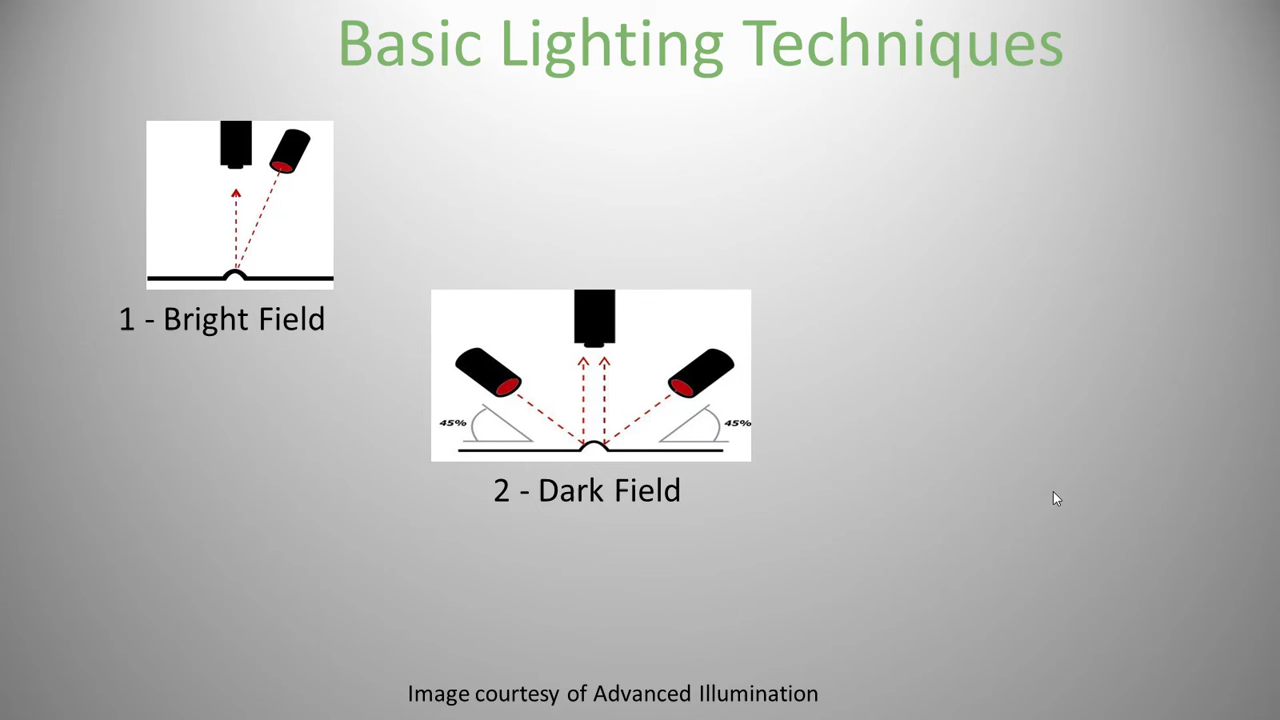 Basic Lighting Techniques
1 - Bright Field
45%
45%
2 - Dark Field
Image courtesy of Advanced Illumination